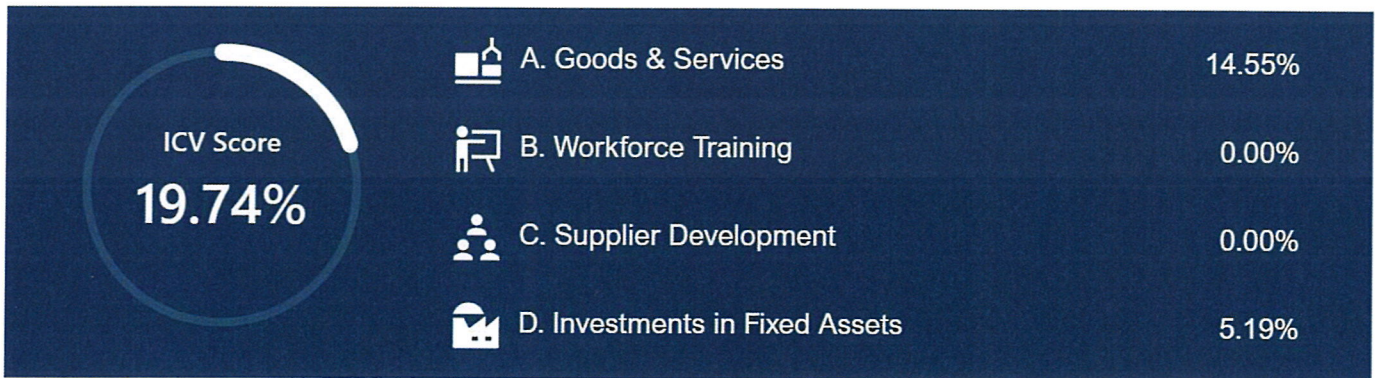 ICV Score
19.74%
A. Goods & Services 14.55%
B. Workforce Training 0.00%
C. Supplier Development 0.00%
D. Investments in Fixed Assets 5.19%